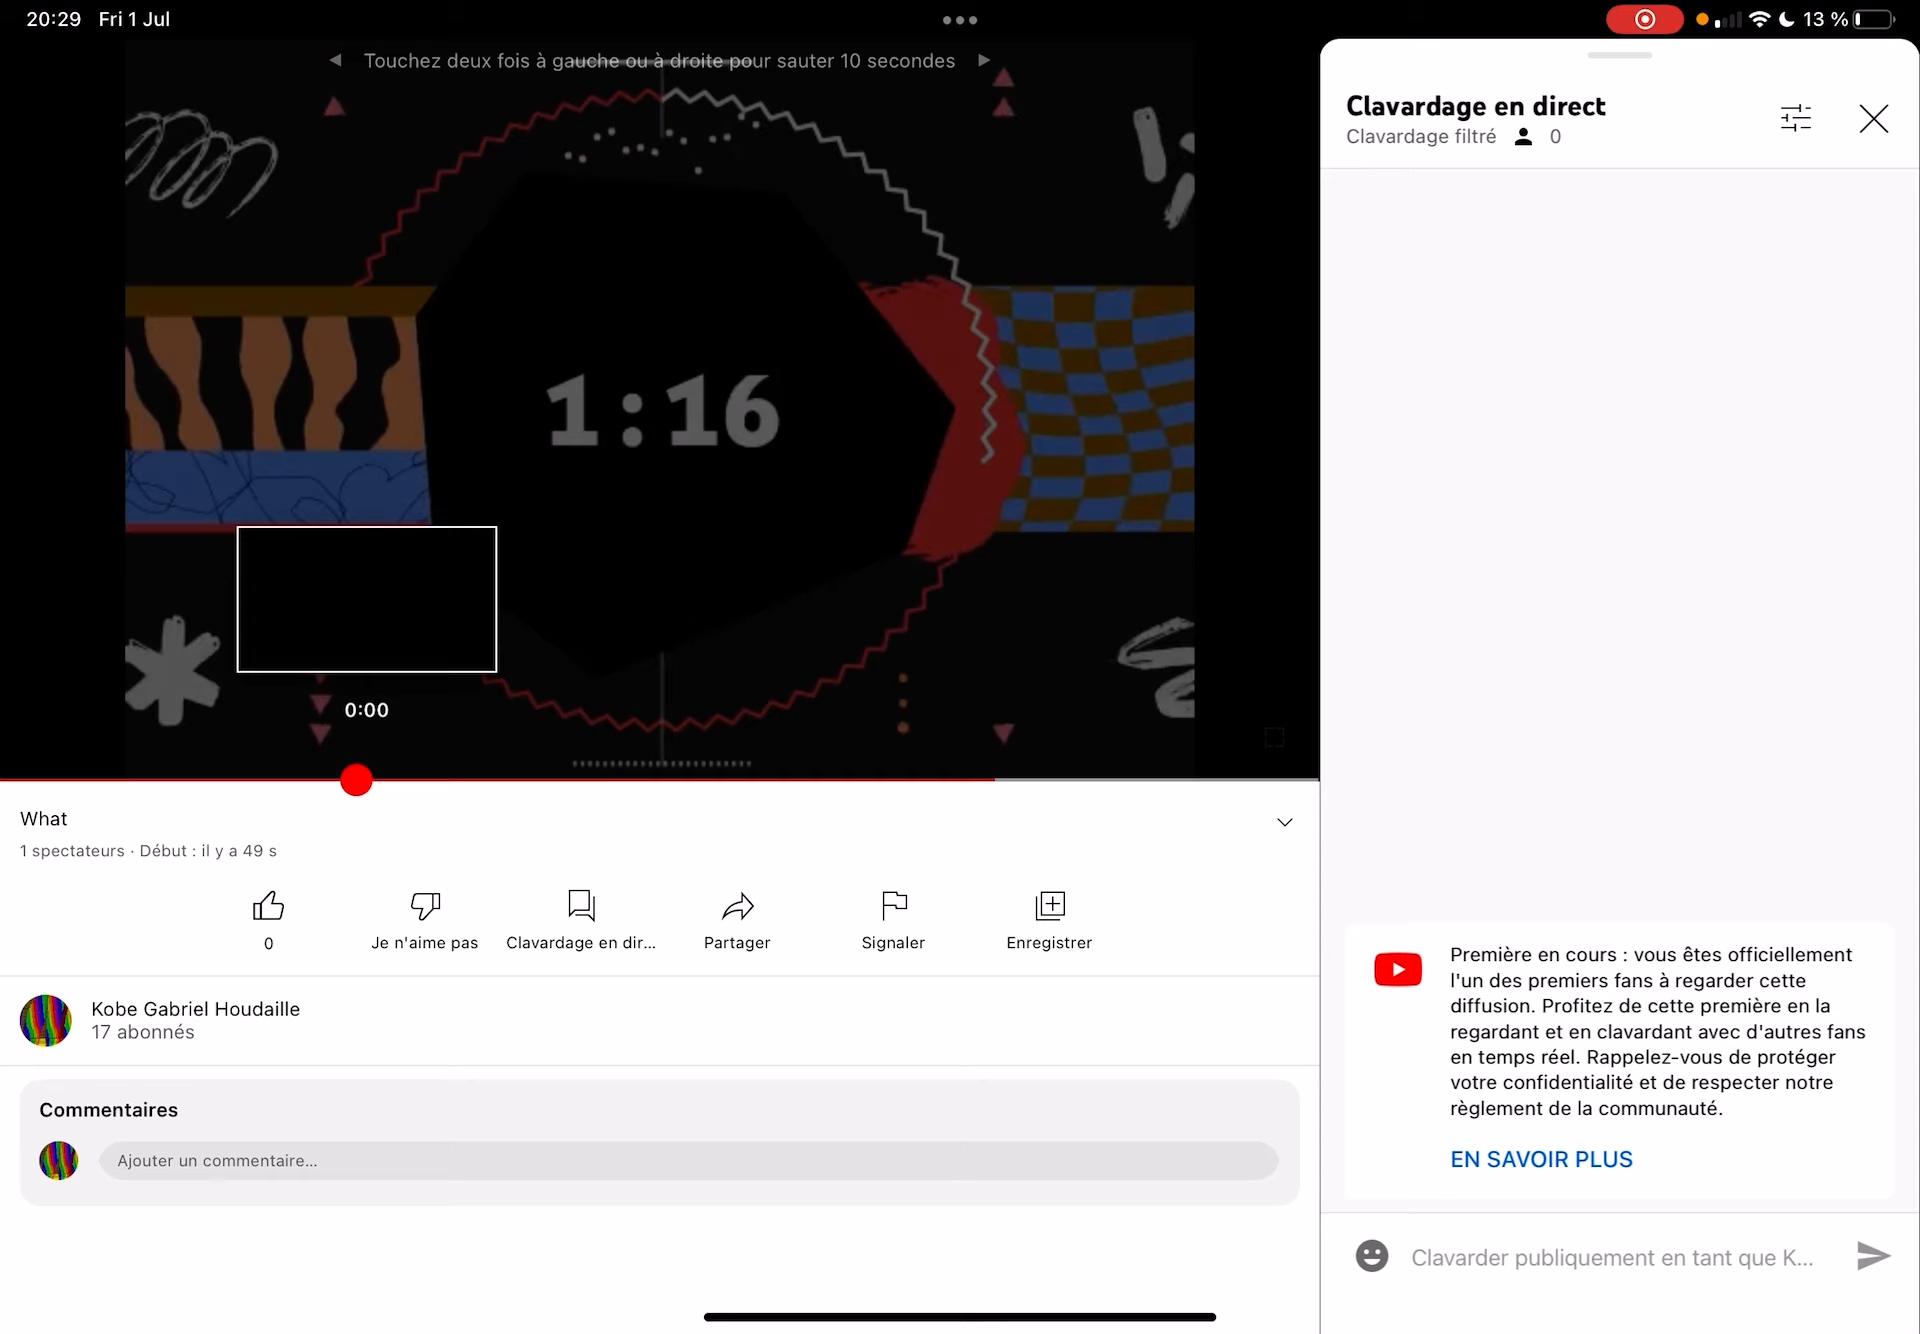 20:29 Fri 1 Jul
13 %
Touchez deux fois à gauche ou à droite pour sauter 10 secondes
1:16
0:00
What
1 spectateurs · Début : il y a 49 s
0
Je n'aime pas
Clavardage en dir...
Partager
Signaler
Enregistrer
Kobe Gabriel Houdaille
17 abonnés
Commentaires
Ajouter un commentaire...
Clavardage en direct
Clavardage filtré 0
Première en cours : vous êtes officiellement
l'un des premiers fans à regarder cette
diffusion. Profitez de cette première en la
regardant et en clavardant avec d'autres fans
en temps réel. Rappelez-vous de protéger
votre confidentialité et de respecter notre
règlement de la communauté.
EN SAVOIR PLUS
Clavarder publiquement en tant que K...